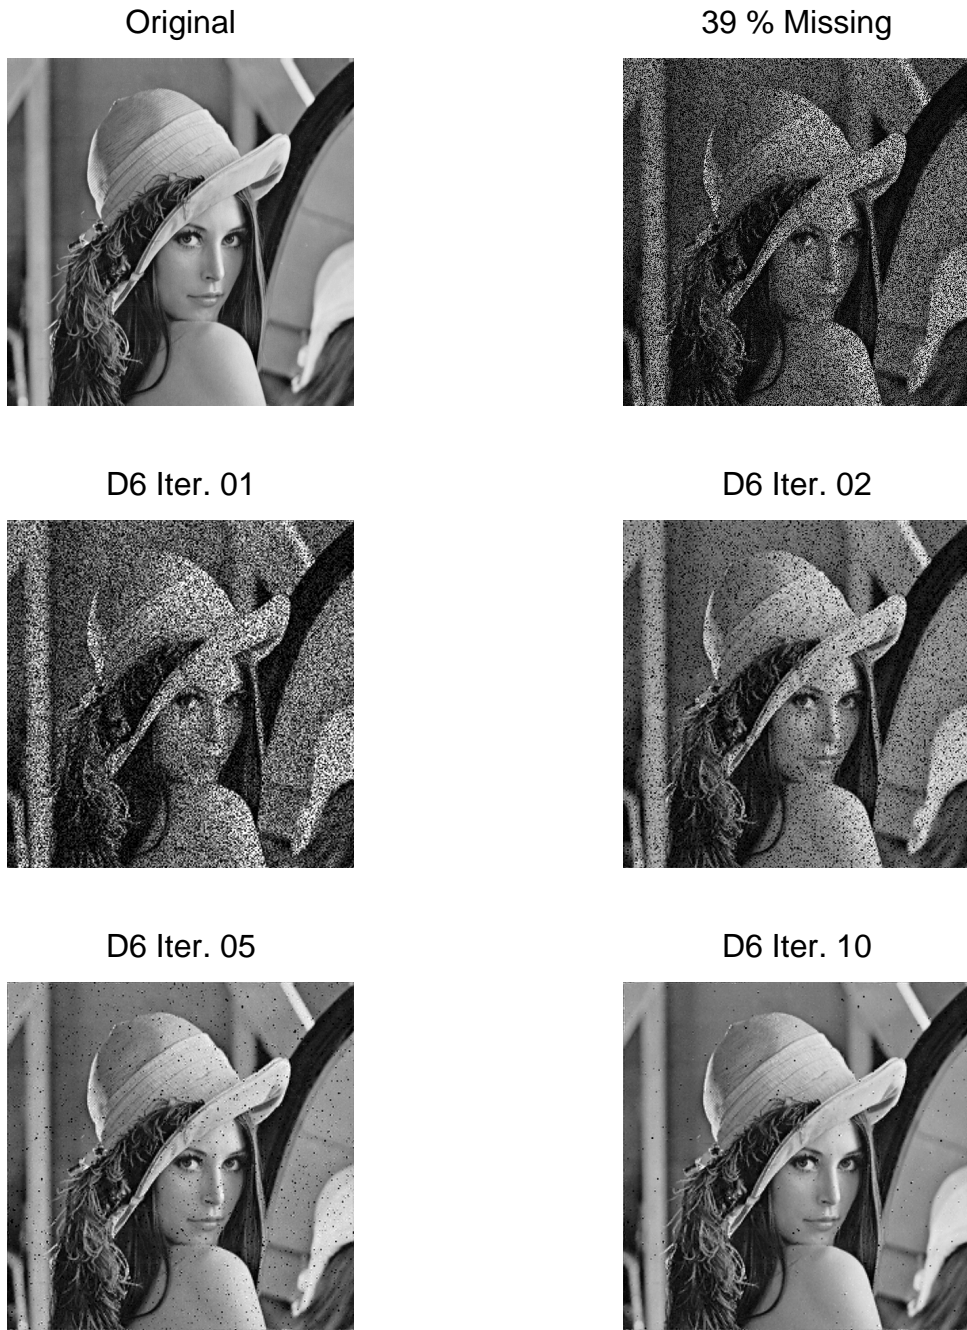 Original
39 % Missing
D6 Iter. 01
D6 Iter. 02
D6 Iter. 05
D6 Iter. 10